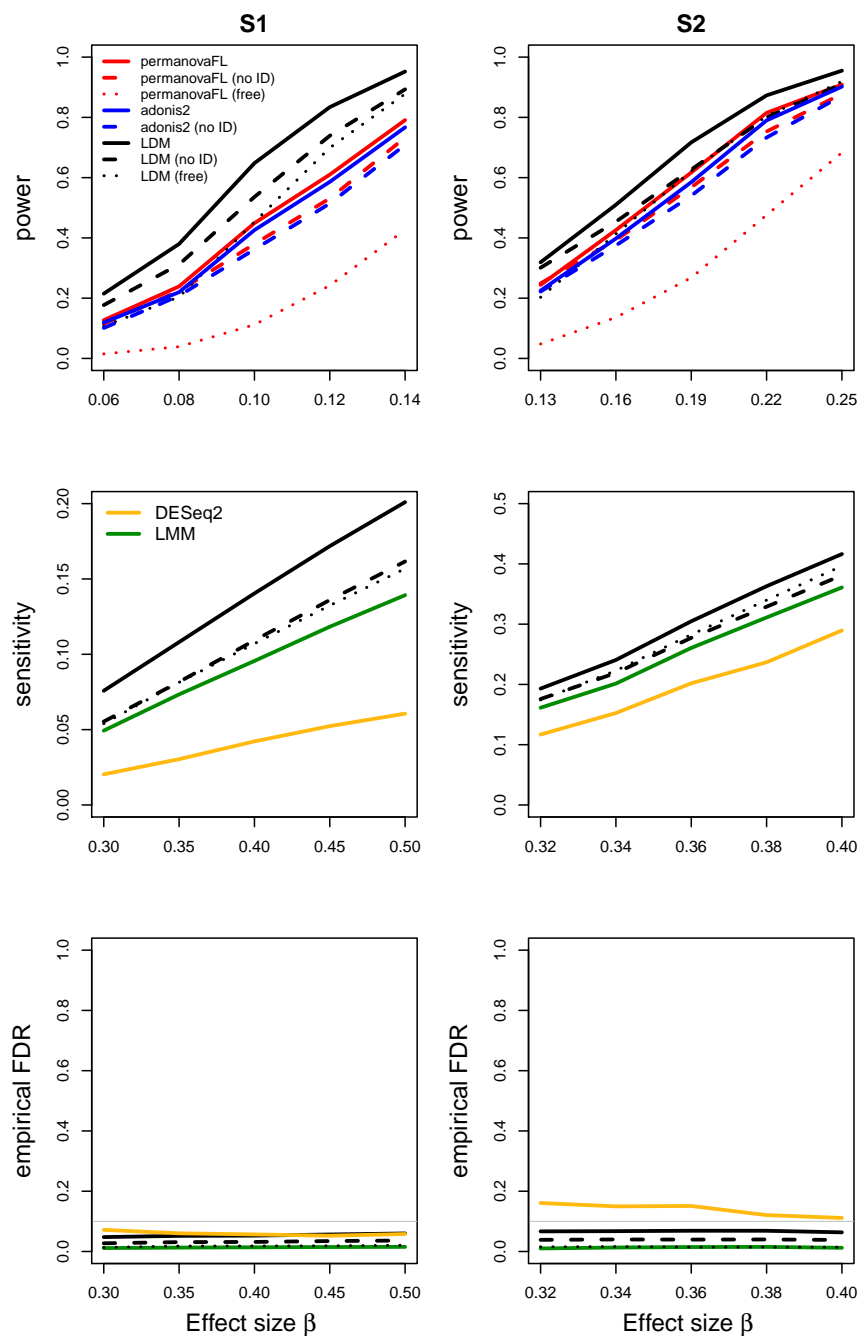 S1
S2
1.0
0.8
0.6
0.4
0.2
0.0
power
permanovaFL
permanovaFL (no ID)
permanovaFL (free)
adonis2
adonis2 (no ID)
LDM
LDM (no ID)
LDM (free)
0.06 0.08 0.10 0.12 0.14
1.0
0.8
0.6
0.4
0.2
0.0
power
0.13 0.16 0.19 0.22 0.25
0.20
0.15
0.10
0.05
0.00
sensitivity
DESeq2
LMM
0.30 0.35 0.40 0.45 0.50
0.5
0.4
0.3
0.2
0.1
0.0
sensitivity
0.32 0.34 0.36 0.38 0.40
1.0
0.8
0.6
0.4
0.2
0.0
empirical FDR
0.30 0.35 0.40 0.45 0.50
Effect size β
1.0
0.8
0.6
0.4
0.2
0.0
empirical FDR
0.32 0.34 0.36 0.38 0.40
Effect size β